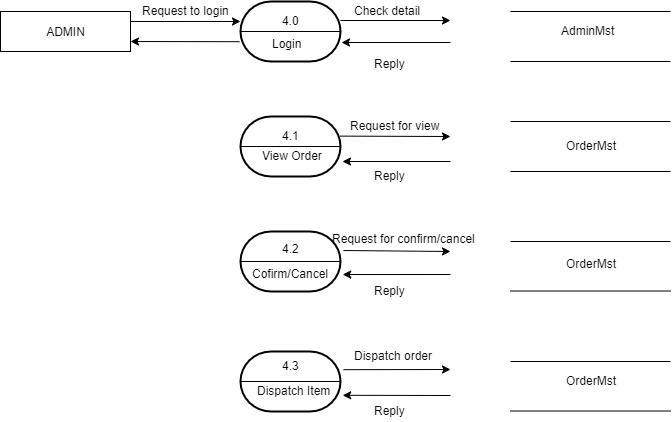 ADMIN
Request to login
4.0
Login
Check detail
Reply
AdminMst
4.1
View Order
Request for view
Reply
OrderMst
4.2
Cofirm/Cancel
Request for confirm/cancel
Reply
OrderMst
4.3
Dispatch Item
Dispatch order
Reply
OrderMst